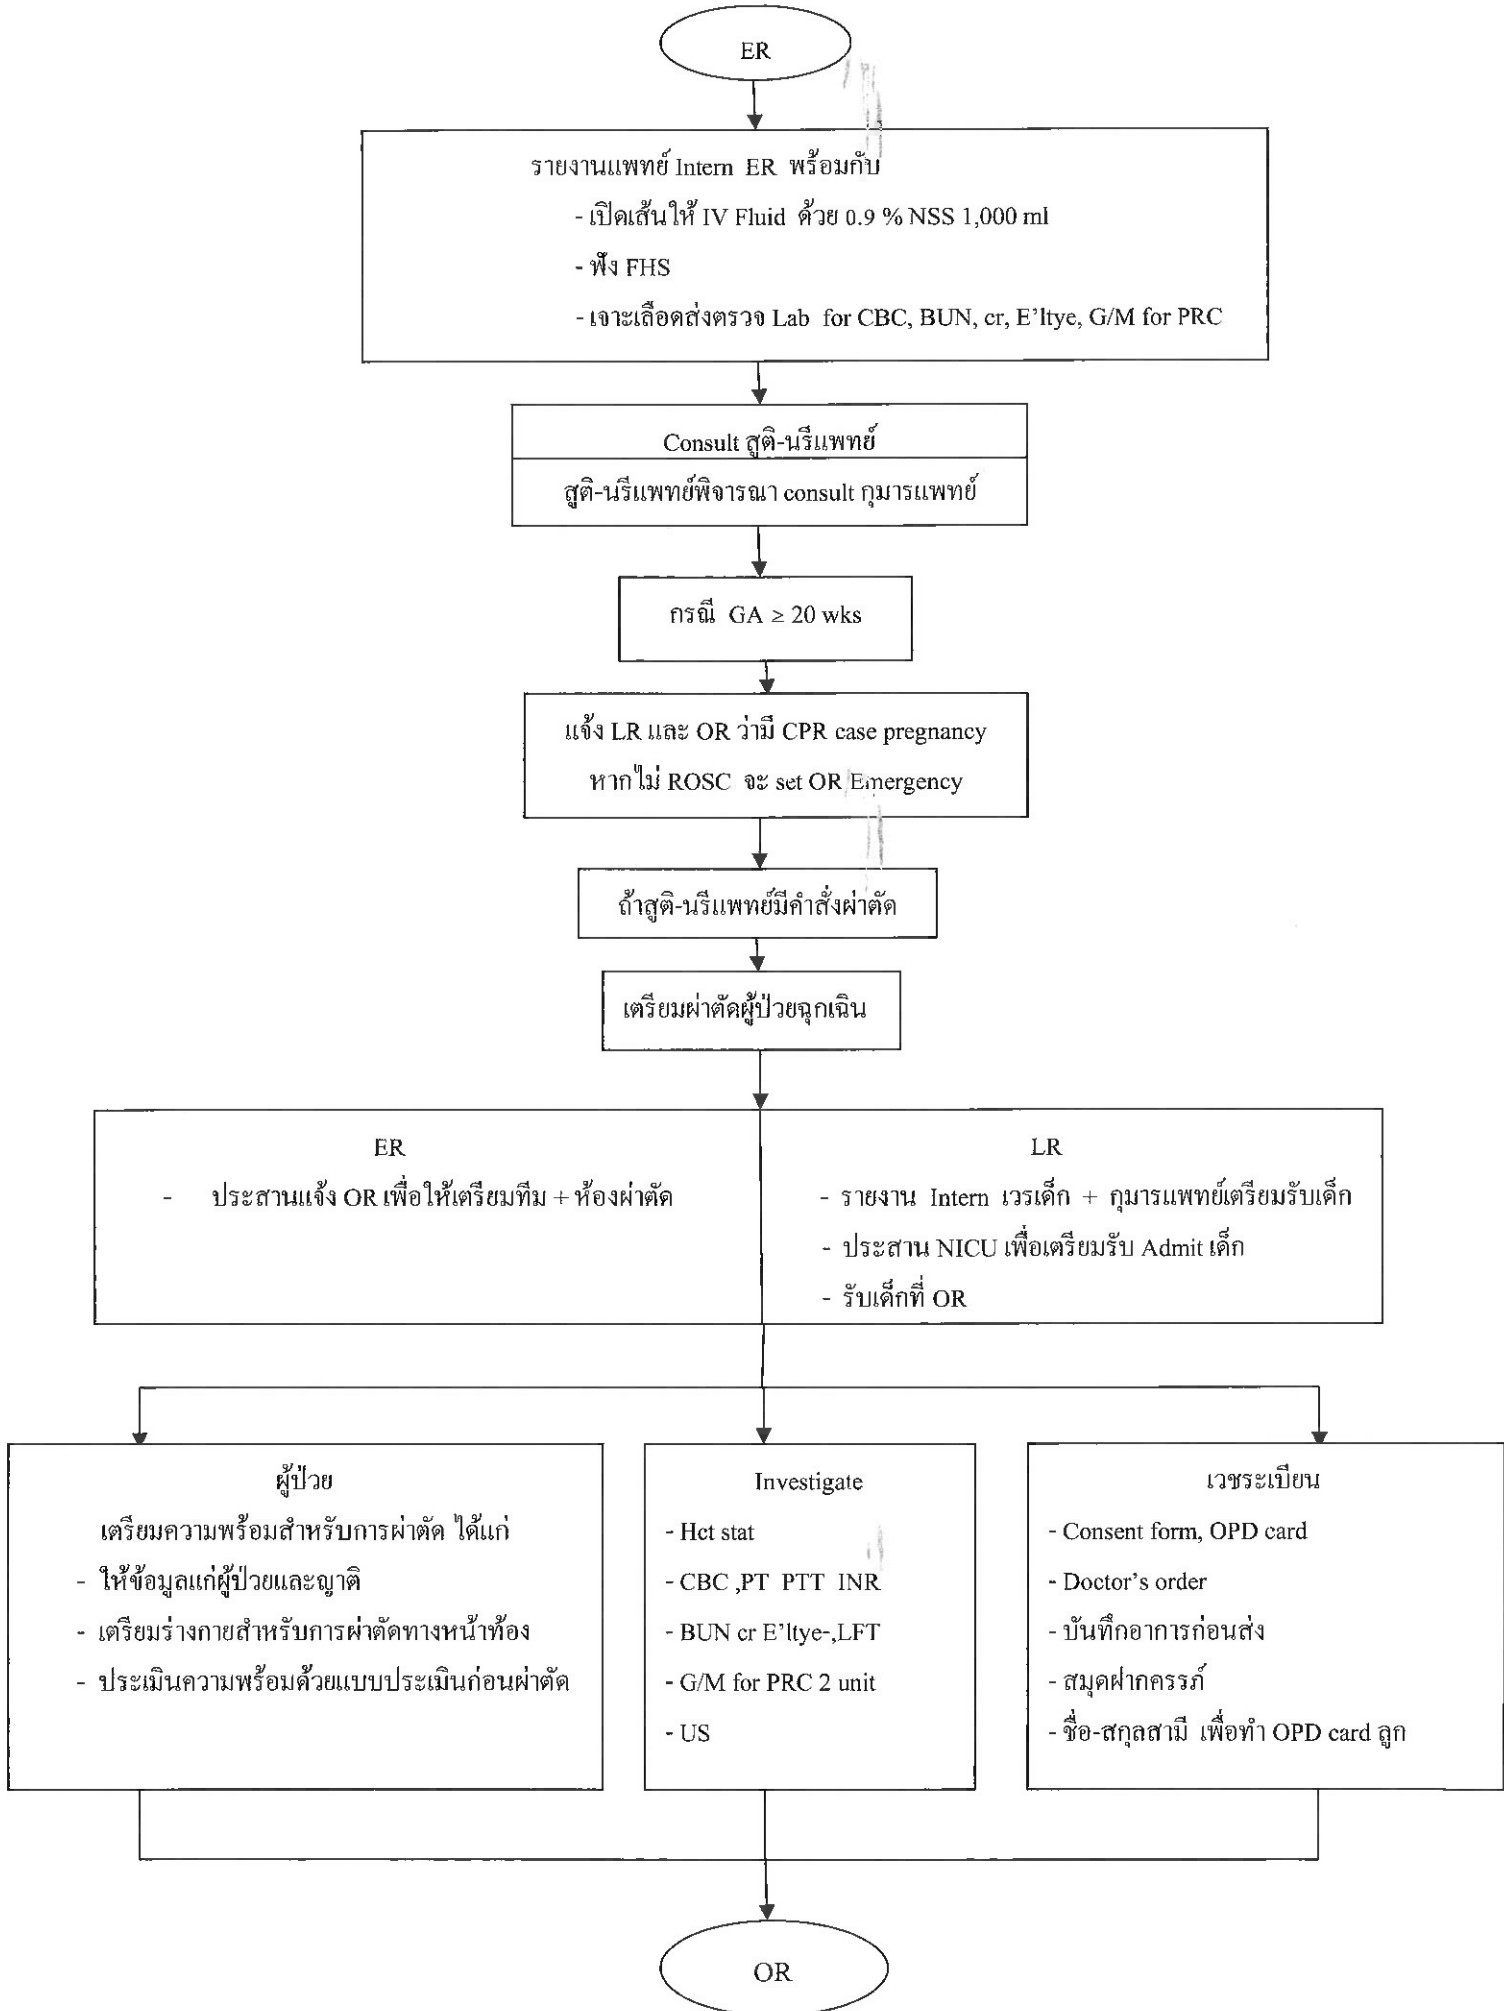 ER
รายงานแพทย์ Intern ER พร้อมกับ
- เปิดเส้นให้ IV Fluid ด้วย 0.9 % NSS 1,000 ml
- ฟัง FHS
- เจาะเลือดส่งตรวจ Lab for CBC, BUN, cr, E'ltye, G/M for PRC
Consult สูติ-นรีแพทย์
สูติ-นรีแพทย์พิจารณา consult กุมารแพทย์
กรณี GA ≥ 20 wks
แจ้ง LR และ OR ว่ามี CPR case pregnancy
หากไม่ ROSC จะ set OR Emergency
ถ้าสูติ-นรีแพทย์มีคำสั่งผ่าตัด
เตรียมผ่าตัดผู้ป่วยฉุกเฉิน
ER
- ประสานแจ้ง OR เพื่อให้เตรียมทีม + ห้องผ่าตัด
LR
- รายงาน Intern เวรเด็ก + กุมารแพทย์เตรียมรับเด็ก
- ประสาน NICU เพื่อเตรียมรับ Admit เด็ก
- รับเด็กที่ OR
ผู้ป่วย
เตรียมความพร้อมสำหรับการผ่าตัด ได้แก่
- ให้ข้อมูลแก่ผู้ป่วยและญาติ
- เตรียมร่างกายสำหรับการผ่าตัดทางหน้าท้อง
- ประเมินความพร้อมด้วยแบบประเมินก่อนผ่าตัด
Investigate
- Hct stat
- CBC ,PT PTT INR
- BUN cr E'ltye-,LFT
- G/M for PRC 2 unit
- US
เวชระเบียน
- Consent form, OPD card
- Doctor's order
- บันทึกอาการก่อนส่ง
- สมุดฝากครรภ์
- ชื่อ-สกุลสามี เพื่อทำ OPD card ลูก
OR